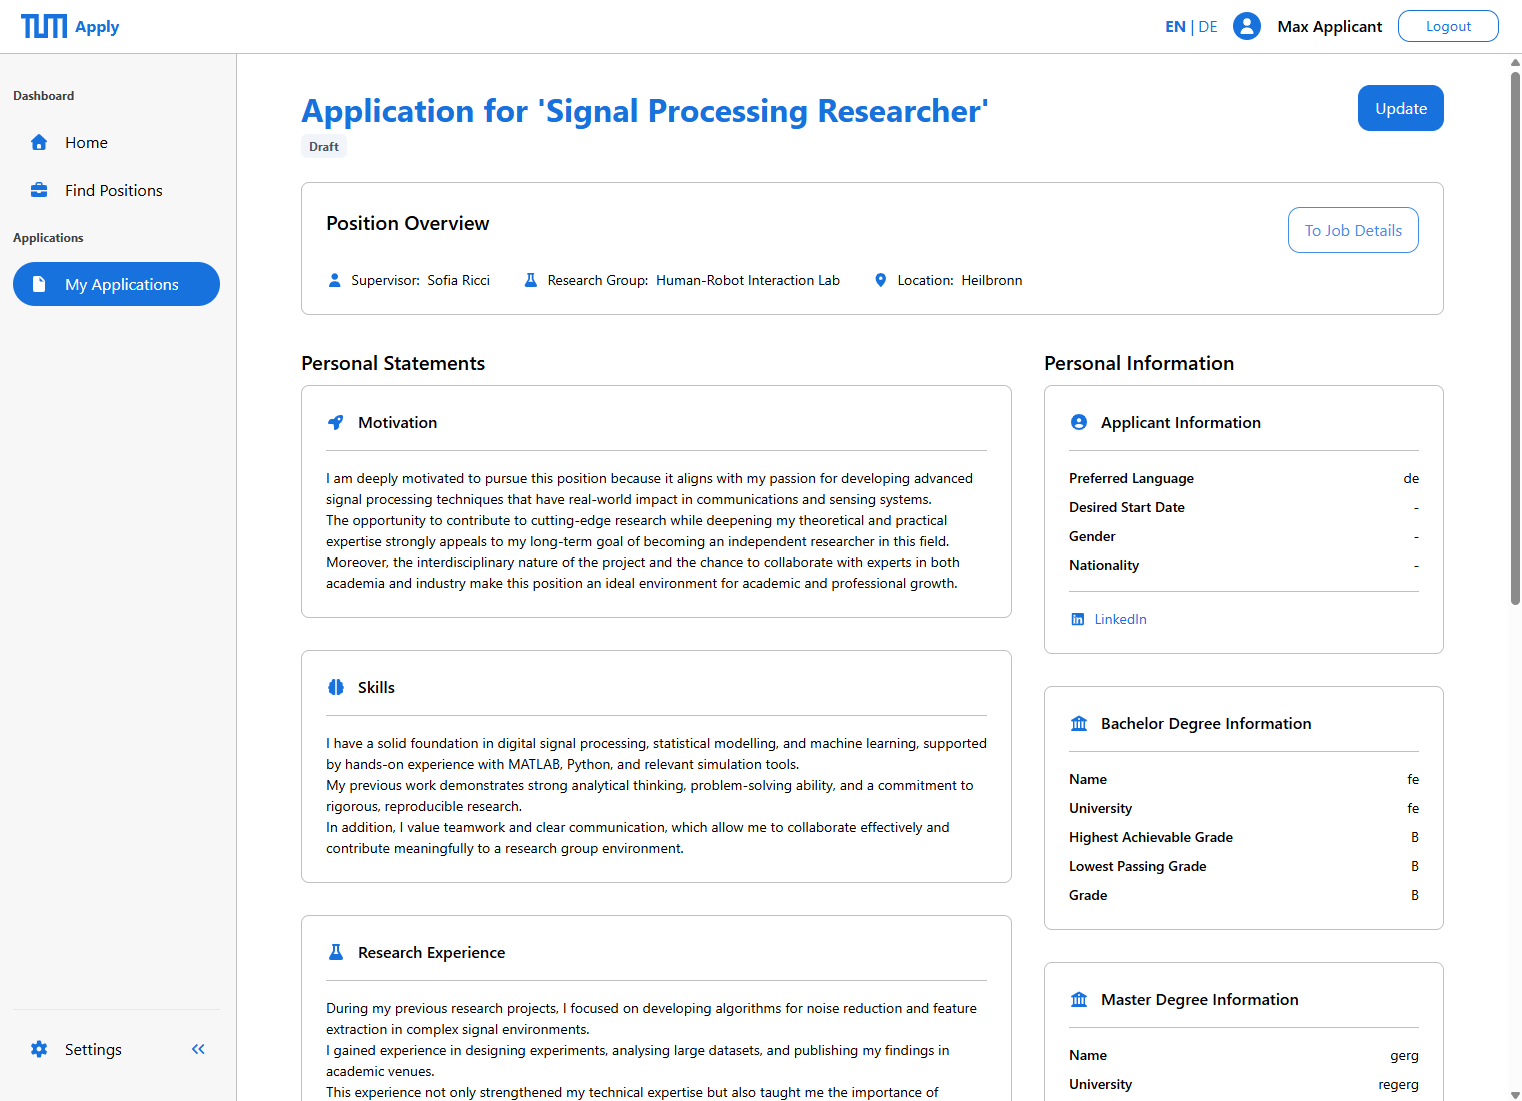 TUM Apply
EN | DE
Max Applicant
Logout
Dashboard
Home
Find Positions
Applications
My Applications
Settings
Application for 'Signal Processing Researcher'
Update
Draft
Position Overview
To Job Details
Supervisor: Sofia Ricci
Research Group: Human-Robot Interaction Lab
Location: Heilbronn
Personal Statements
Motivation
I am deeply motivated to pursue this position because it aligns with my passion for developing advanced
signal processing techniques that have real-world impact in communications and sensing systems.
The opportunity to contribute to cutting-edge research while deepening my theoretical and practical
expertise strongly appeals to my long-term goal of becoming an independent researcher in this field.
Moreover, the interdisciplinary nature of the project and the chance to collaborate with experts in both
academia and industry make this position an ideal environment for academic and professional growth.
Skills
I have a solid foundation in digital signal processing, statistical modelling, and machine learning, supported
by hands-on experience with MATLAB, Python, and relevant simulation tools.
My previous work demonstrates strong analytical thinking, problem-solving ability, and a commitment to
rigorous, reproducible research.
In addition, I value teamwork and clear communication, which allow me to collaborate effectively and
contribute meaningfully to a research group environment.
Research Experience
During my previous research projects, I focused on developing algorithms for noise reduction and feature
extraction in complex signal environments.
I gained experience in designing experiments, analysing large datasets, and publishing my findings in
academic venues.
This experience not only strengthened my technical expertise but also taught me the importance of
Personal Information
Applicant Information
Preferred Language de
Desired Start Date -
Gender -
Nationality -
LinkedIn
Bachelor Degree Information
Name fe
University fe
Highest Achievable Grade B
Lowest Passing Grade B
Grade B
Master Degree Information
Name gerg
University regerg